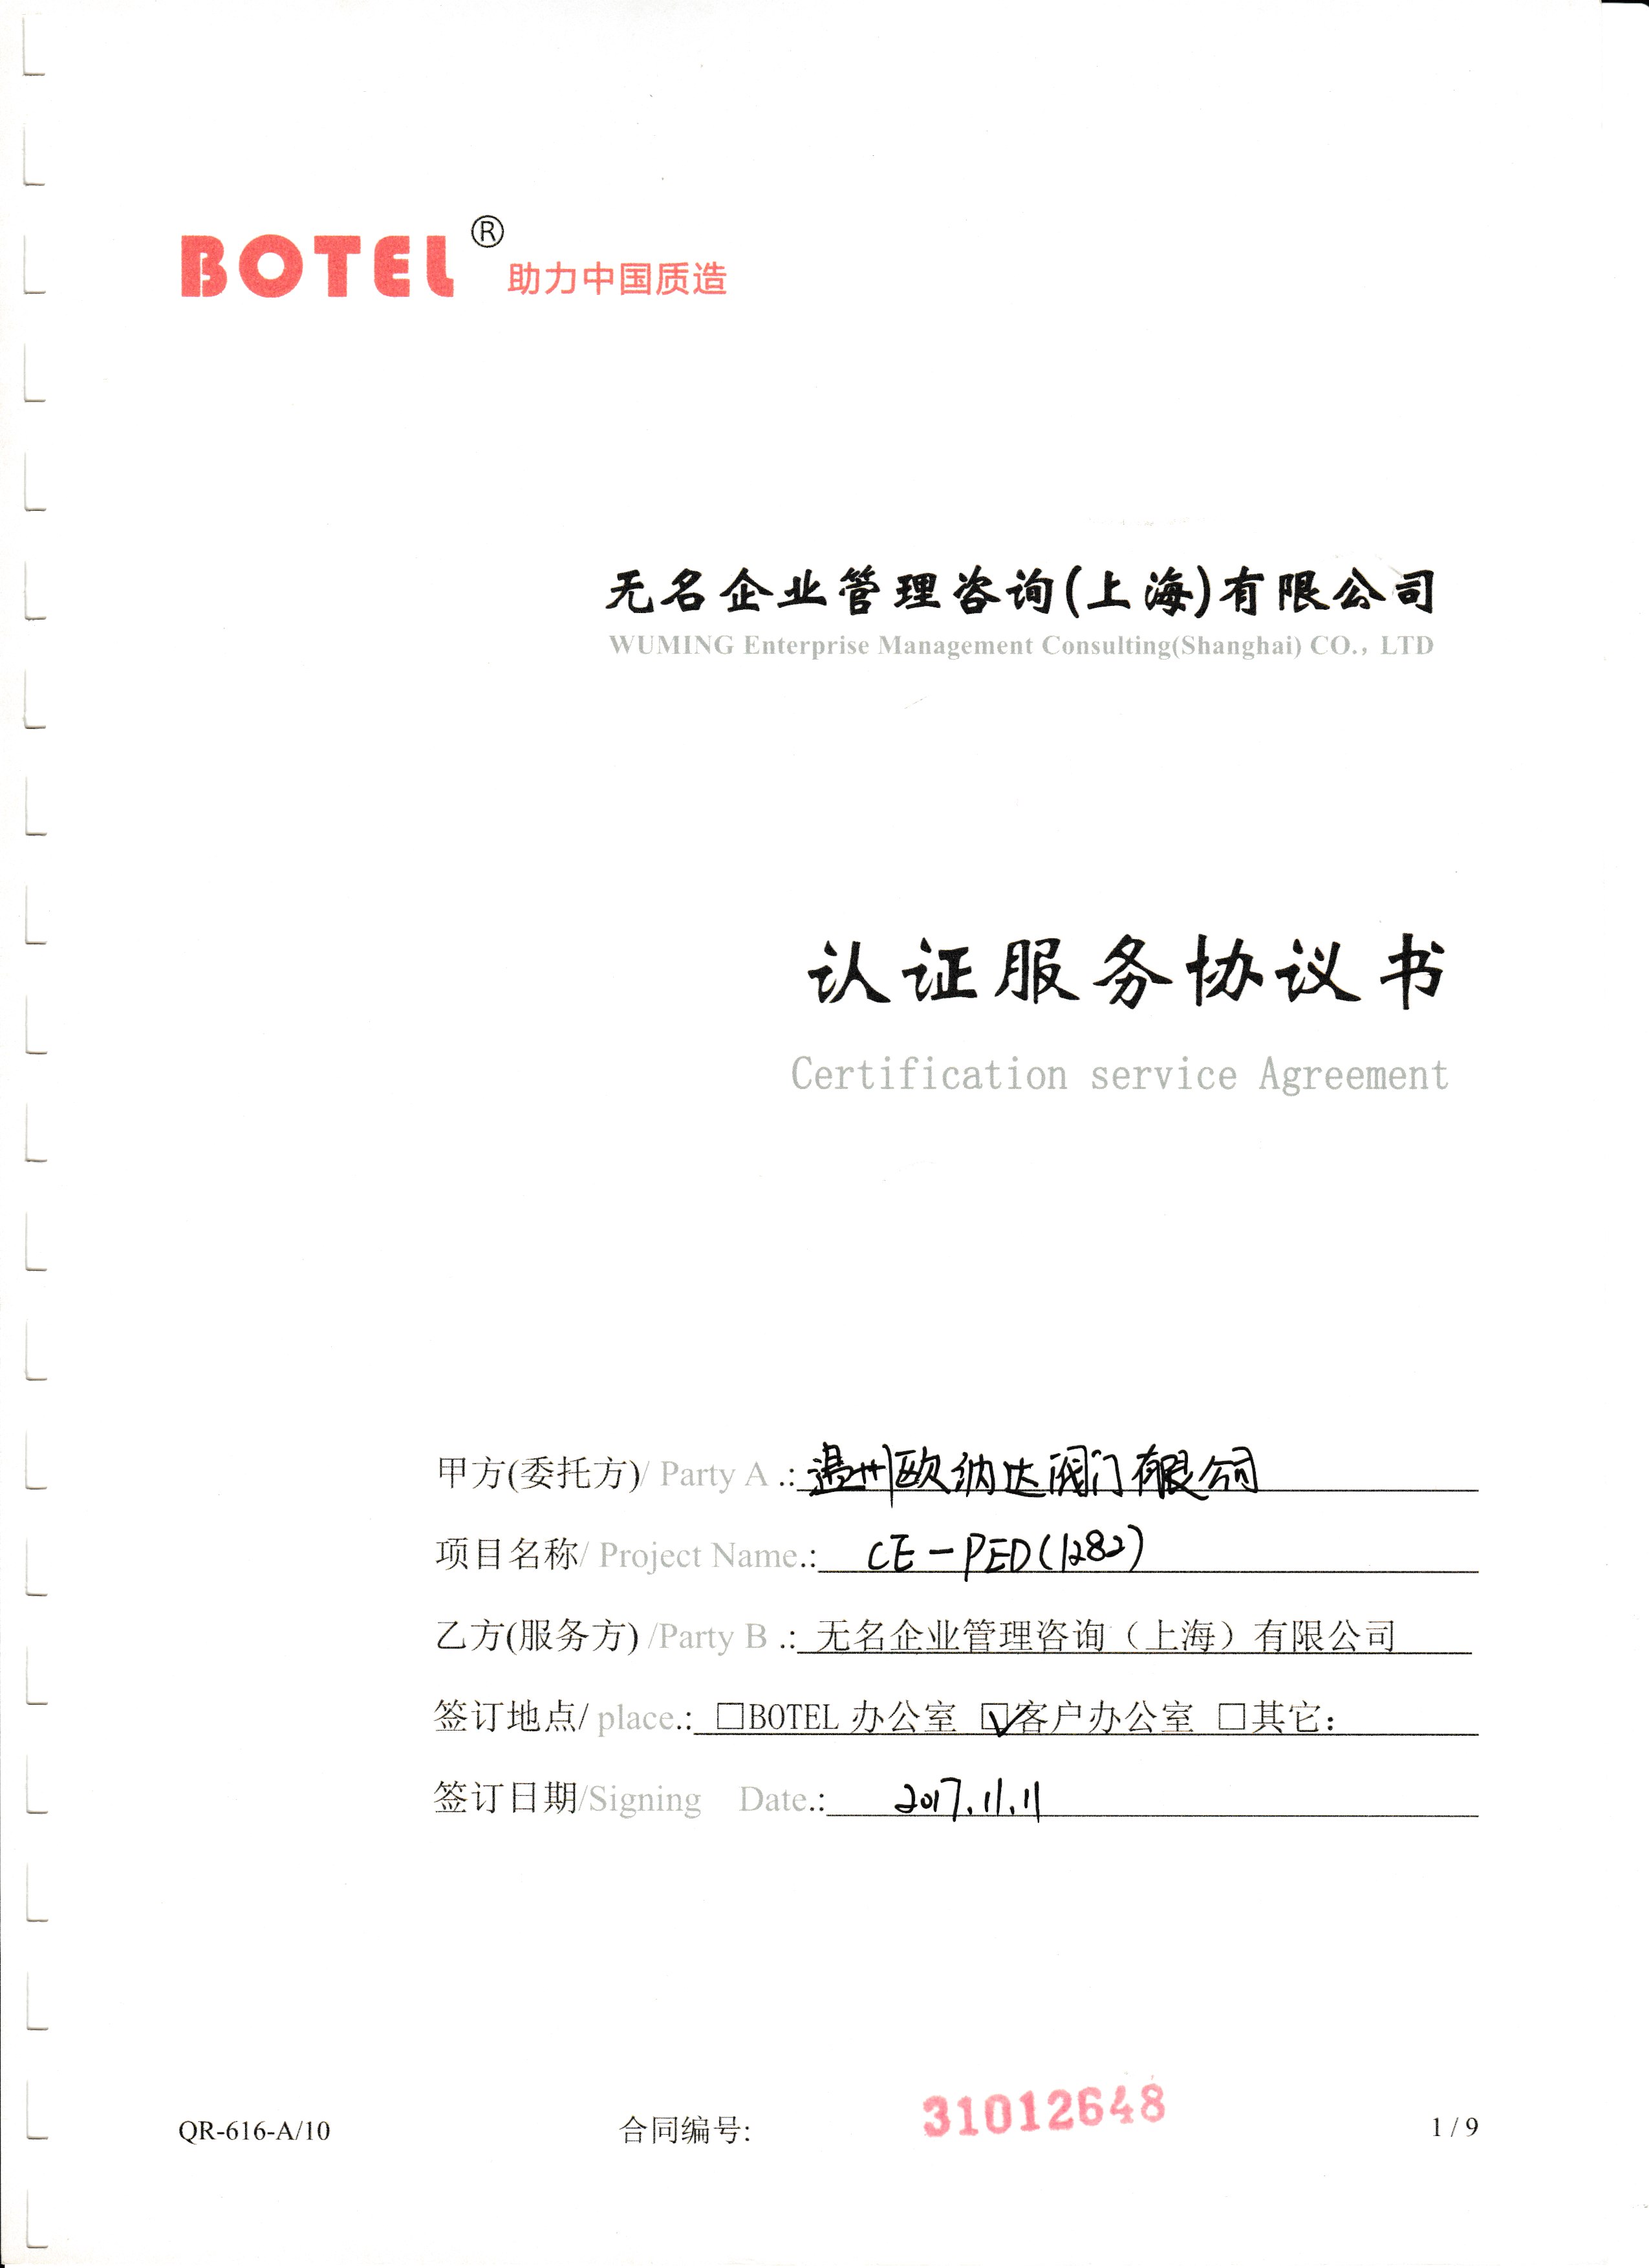 BOTEL® 助力中国质造
无名企业管理咨询(上海)有限公司
WUMING Enterprise Management Consulting(Shanghai) CO., LTD
认证服务协议书
Certification service Agreement
甲方(委托方)/ Party A .: 温州欧纳达阀门有限公司
项目名称/ Project Name.: CE-PED(1282)
乙方(服务方) /Party B .: 无名企业管理咨询（上海）有限公司
签订地点/ place.: □BOTEL 办公室 ☑客户办公室 □其它：
签订日期/Signing Date.: 2017.11.11
QR-616-A/10 合同编号: 31012648 1 / 9